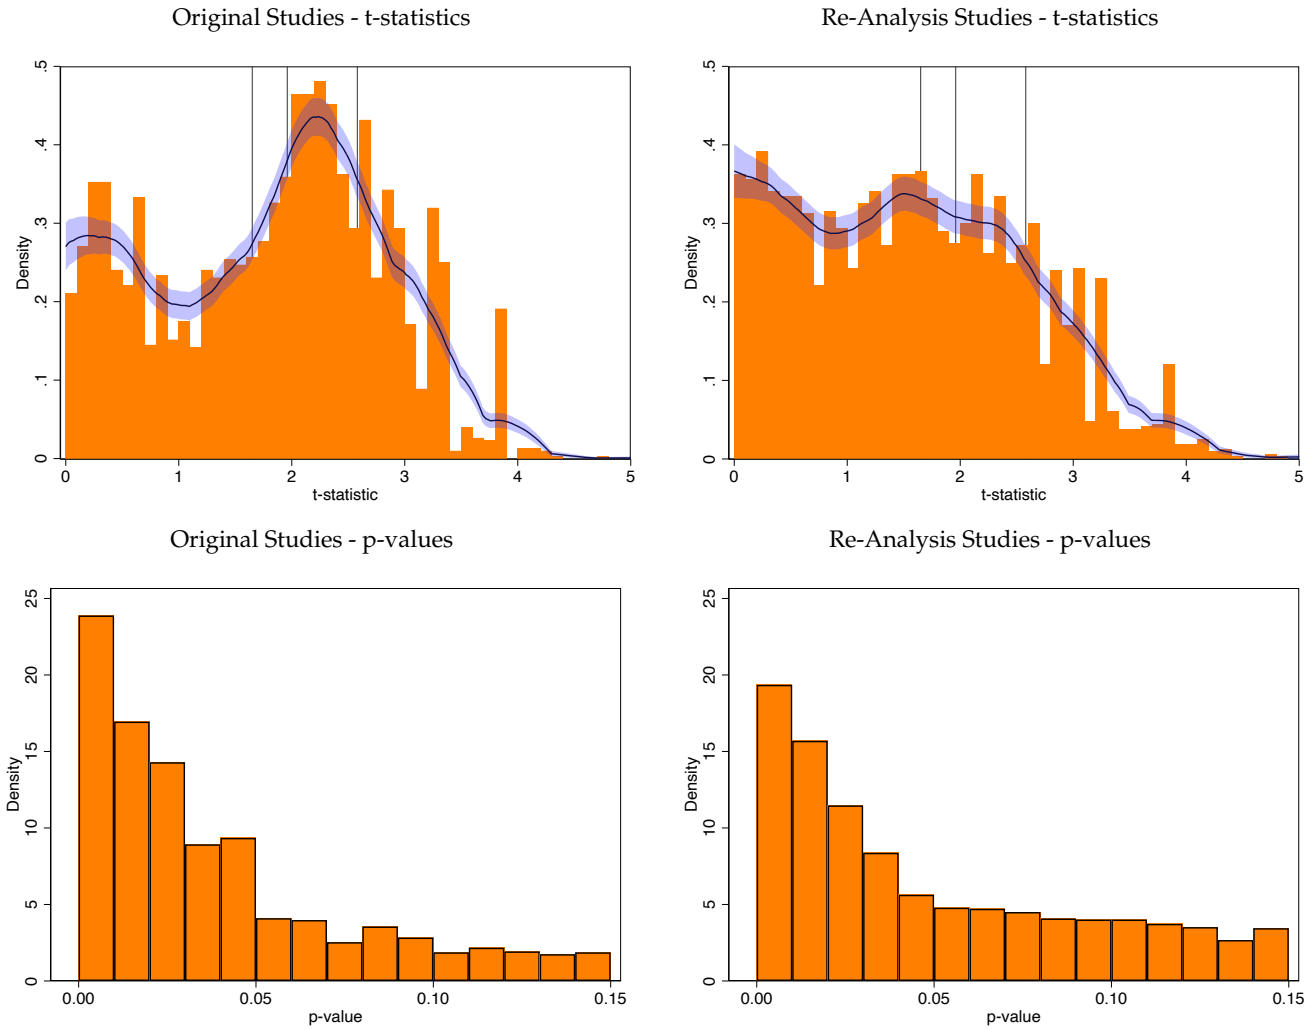 Original Studies - t-statistics
Re-Analysis Studies - t-statistics
.5
.4
.3
.2
.1
0
Density
0 1 2 3 4 5
t-statistic
.5
.4
.3
.2
.1
0
Density
0 1 2 3 4 5
t-statistic
Original Studies - p-values
Re-Analysis Studies - p-values
25
20
15
10
5
0
Density
0.00 0.05 0.10 0.15
p-value
25
20
15
10
5
0
Density
0.00 0.05 0.10 0.15
p-value